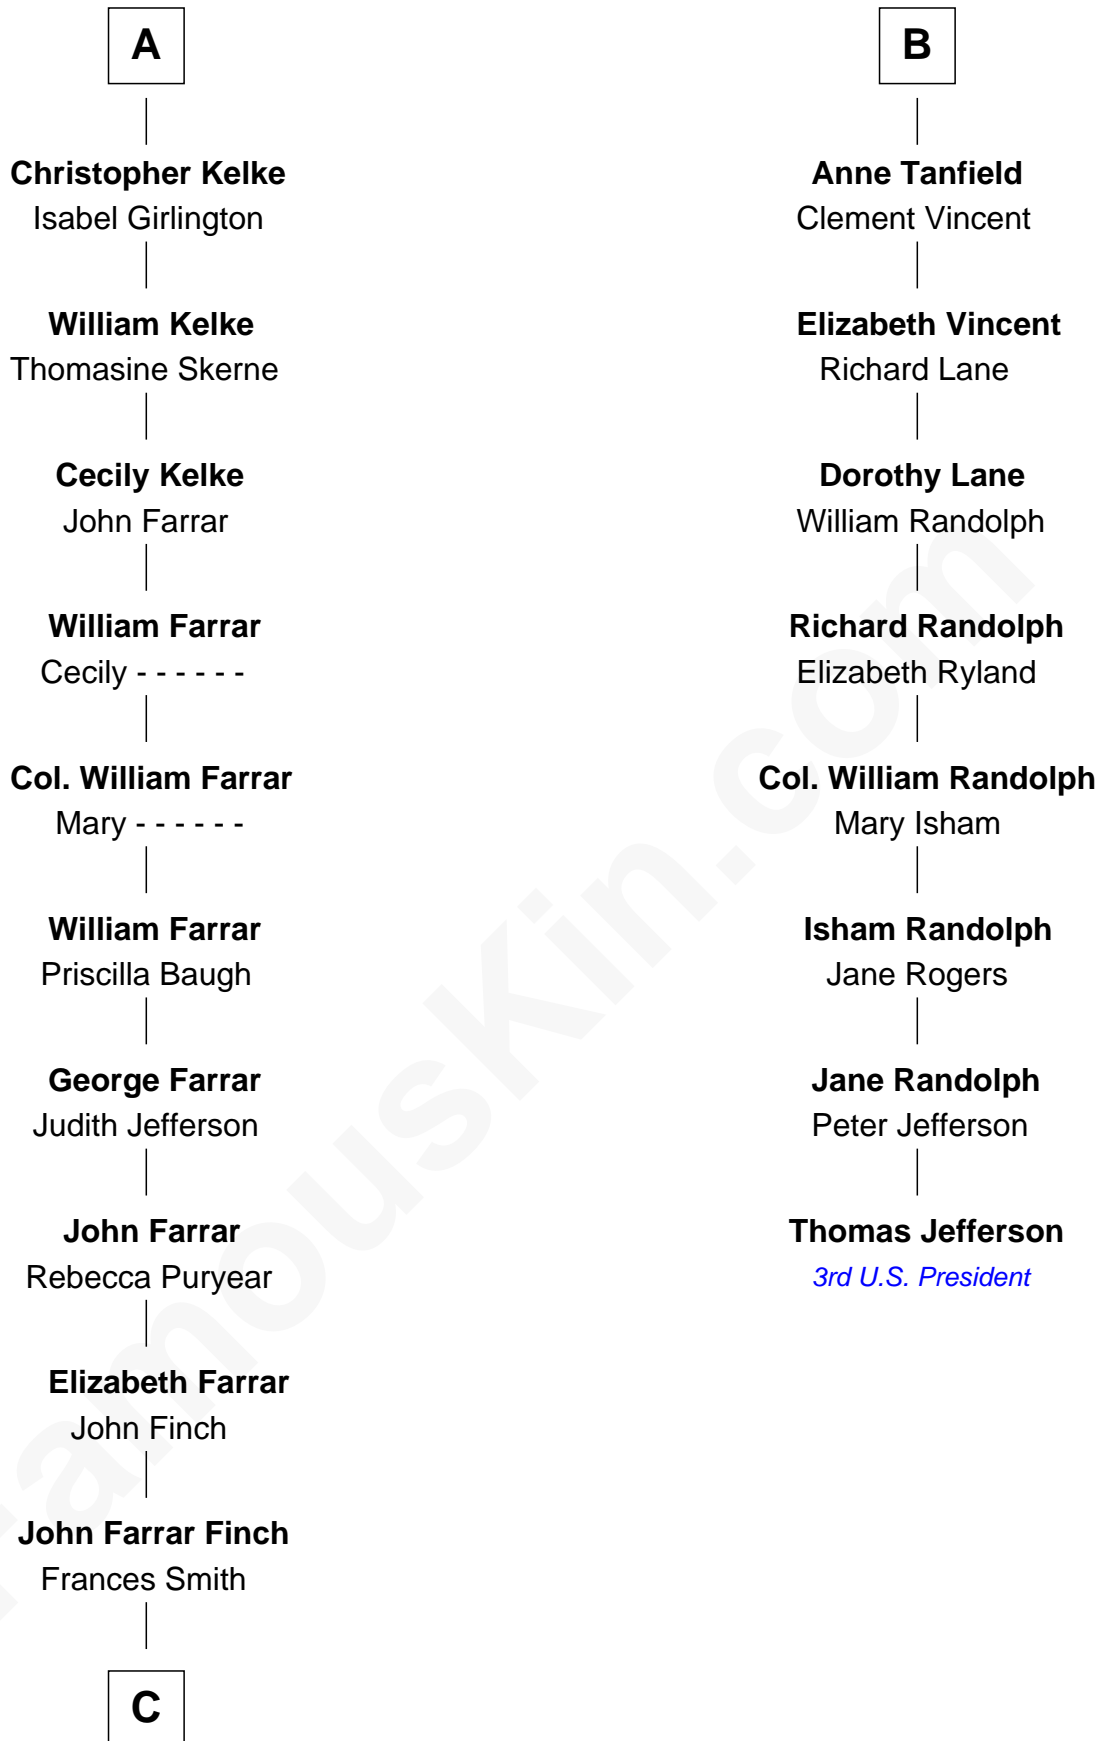 A
Christopher Kelke
Isabel Girlington
William Kelke
Thomasine Skerne
Cecily Kelke
John Farrar
William Farrar
Cecily - - - - - -
Col. William Farrar
Mary - - - - - -
William Farrar
Priscilla Baugh
George Farrar
Judith Jefferson
John Farrar
Rebecca Puryear
Elizabeth Farrar
John Finch
John Farrar Finch
Frances Smith
C
B
Anne Tanfield
Clement Vincent
Elizabeth Vincent
Richard Lane
Dorothy Lane
William Randolph
Richard Randolph
Elizabeth Ryland
Col. William Randolph
Mary Isham
Isham Randolph
Jane Rogers
Jane Randolph
Peter Jefferson
Thomas Jefferson
3rd U.S. President
FamousKin.com